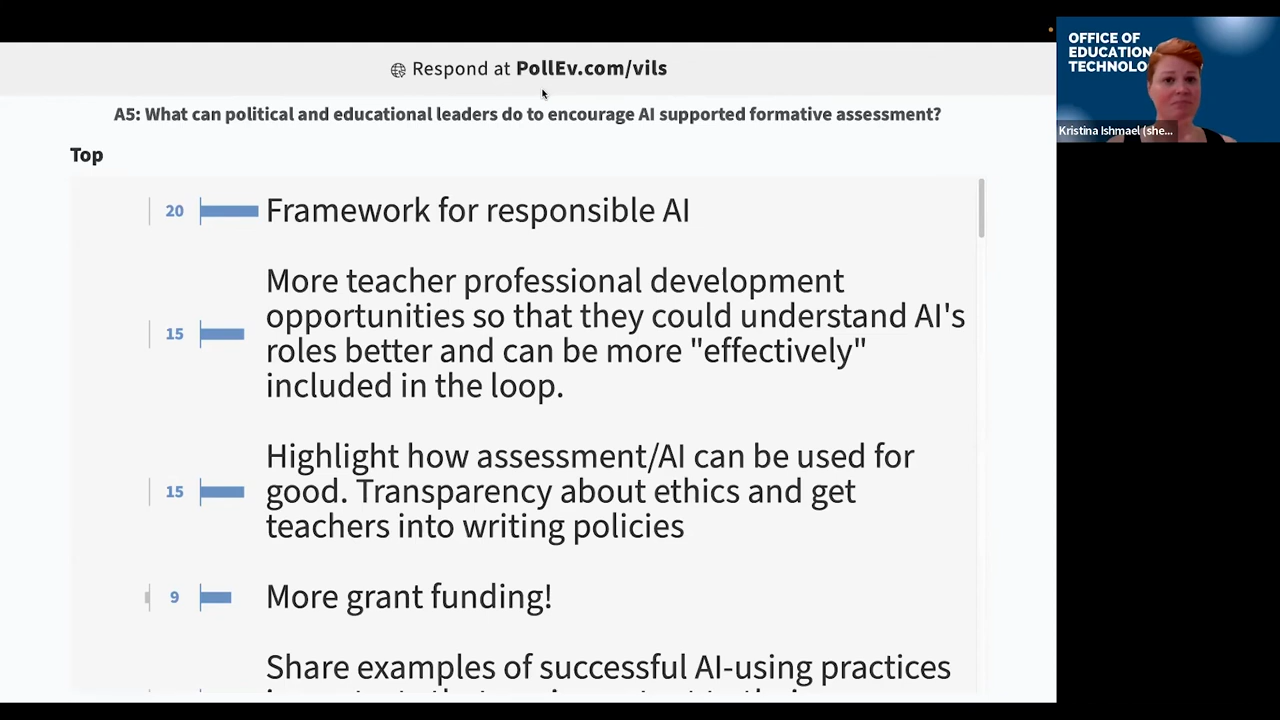 Respond at PollEv.com/vils
OFFICE OF
EDUCATION
TECHNOLO
Kristina Ishmael (she...
A5: What can political and educational leaders do to encourage AI supported formative assessment?
Top
20 Framework for responsible AI
More teacher professional development
opportunities so that they could understand AI's
15 roles better and can be more "effectively"
included in the loop.
Highlight how assessment/AI can be used for
15 good. Transparency about ethics and get
teachers into writing policies
9 More grant funding!
Share examples of successful AI-using practices